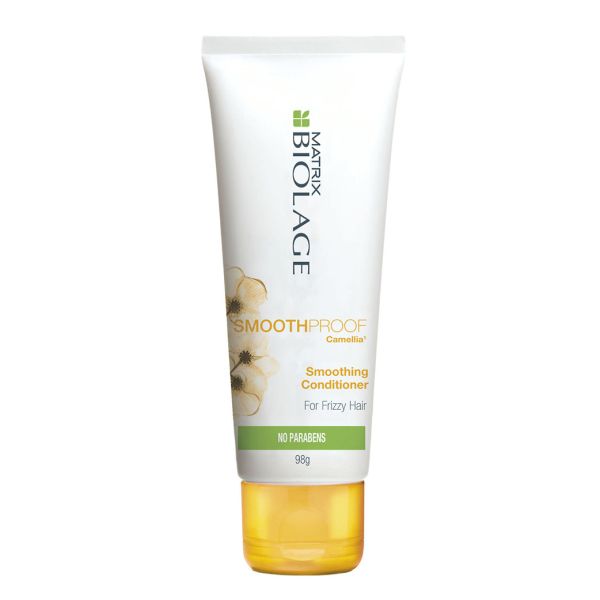 MATRIX
BIOLAGE
SMOOTHPROOF
Camellia¹
Smoothing
Conditioner
For Frizzy Hair
NO PARABENS
98g